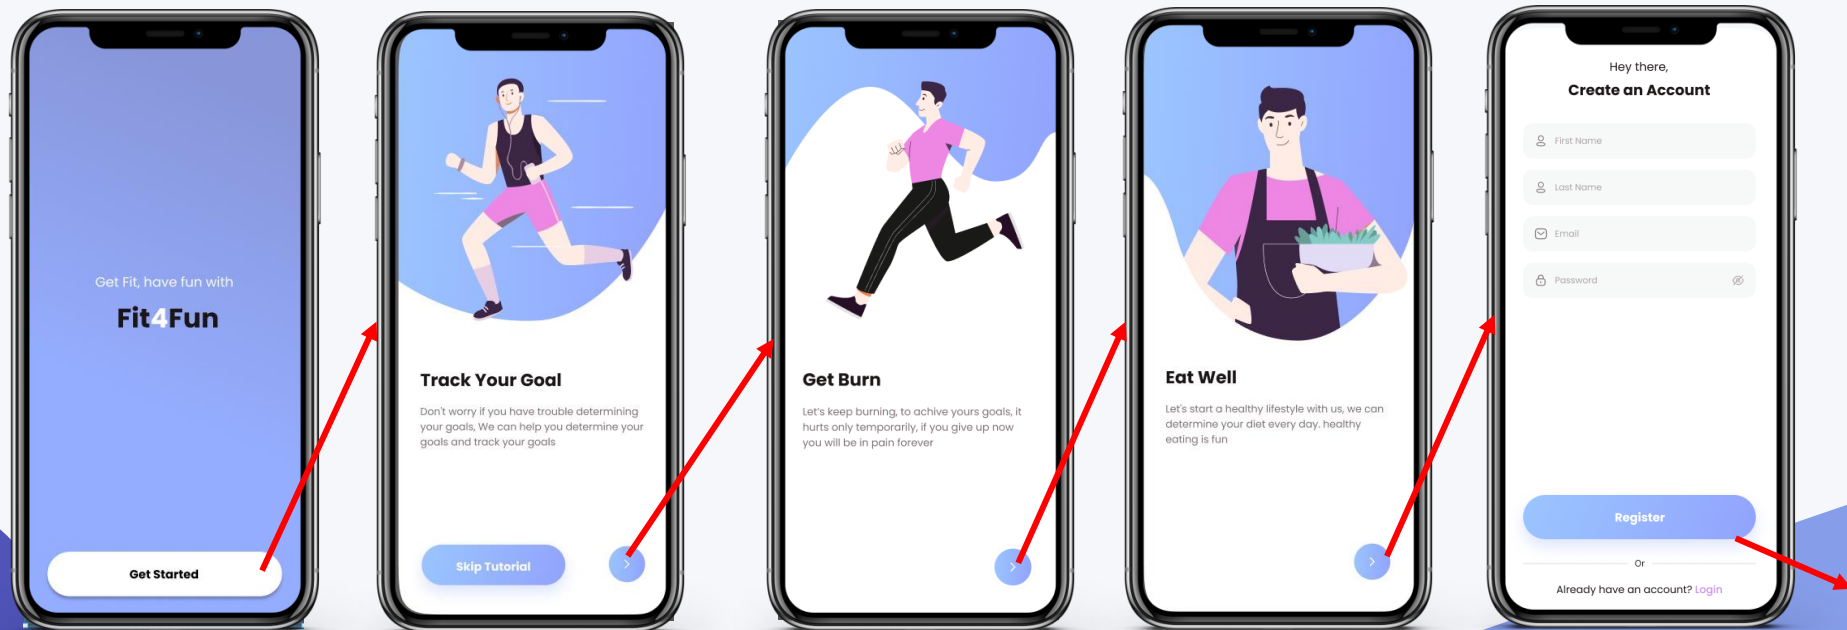 Get Fit, have fun with
Fit4Fun
Get Started
Track Your Goal
Don't worry if you have trouble determining
your goals, We can help you determine your
goals and track your goals
Skip Tutorial
Get Burn
Let's keep burning, to achive yours goals, it
hurts only temporarily, if you give up now
you will be in pain forever
Eat Well
Let's start a healthy lifestyle with us, we can
determine your diet every day. healthy
eating is fun
Hey there,
Create an Account
First Name
Last Name
Email
Password
Register
Or
Already have an account? Login